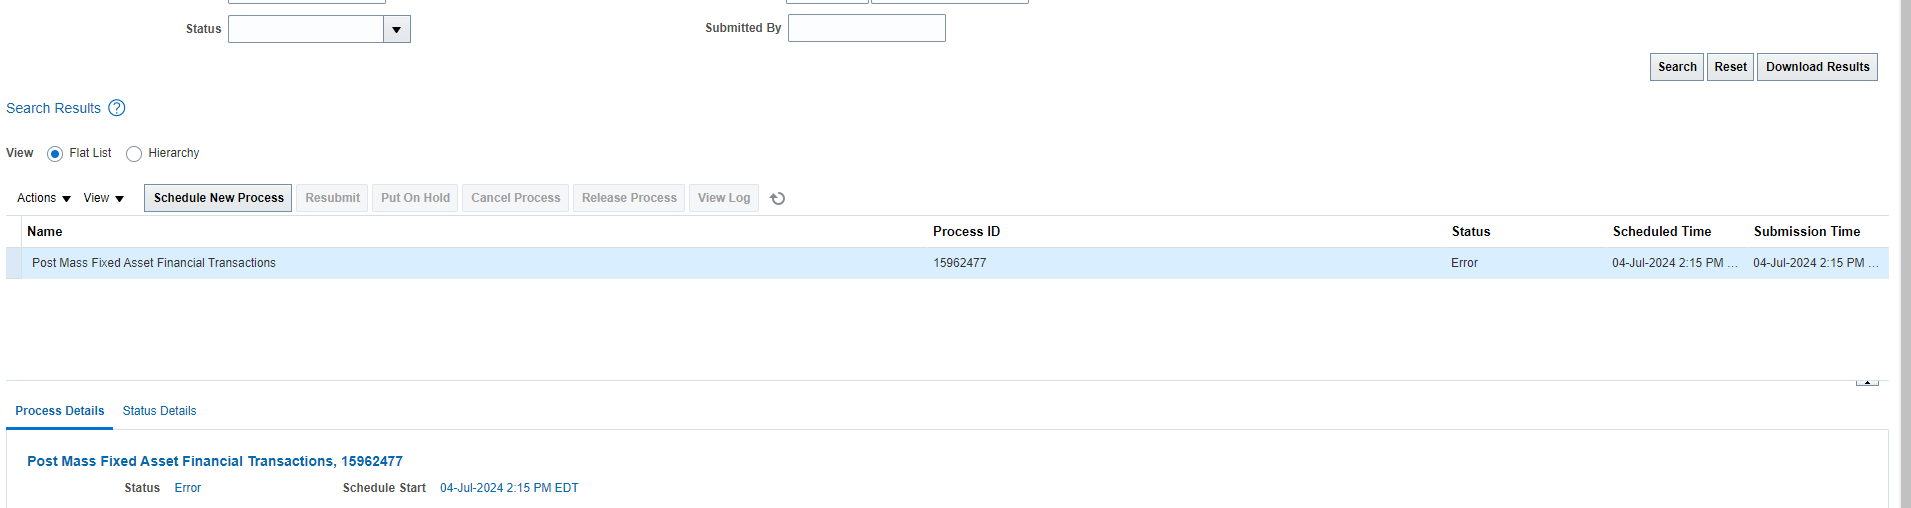 Status Submitted By
Search Reset Download Results
Search Results ?
View Flat List Hierarchy
Actions View Schedule New Process Resubmit Put On Hold Cancel Process Release Process View Log
Name Process ID Status Scheduled Time Submission Time
Post Mass Fixed Asset Financial Transactions 15962477 Error 04-Jul-2024 2:15 PM ... 04-Jul-2024 2:15 PM ...
Process Details Status Details
Post Mass Fixed Asset Financial Transactions, 15962477
Status Error Schedule Start 04-Jul-2024 2:15 PM EDT